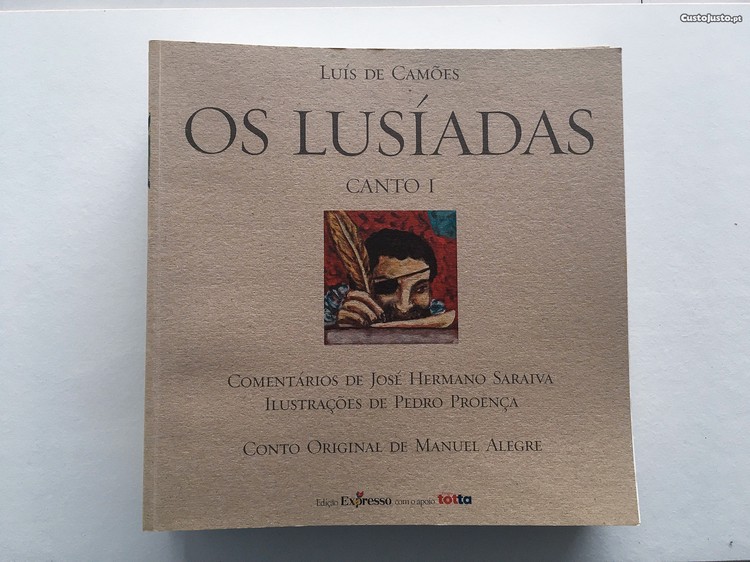 CustoJusto.pt
LUÍS DE CAMÕES
OS LUSÍADAS
CANTO I
COMENTÁRIOS DE JOSÉ HERMANO SARAIVA
ILUSTRAÇÕES DE PEDRO PROENÇA
CONTO ORIGINAL DE MANUEL ALEGRE
Edição Expresso, com o apoio totta